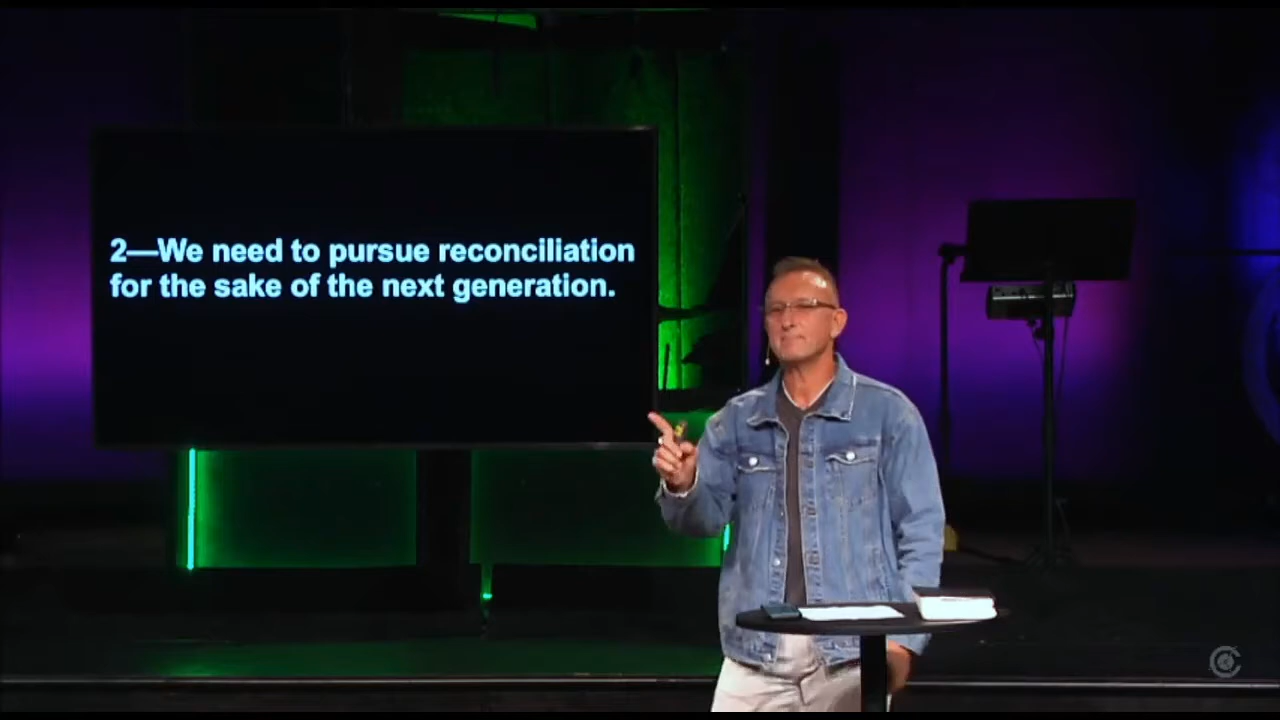 2—We need to pursue reconciliation
for the sake of the next generation.